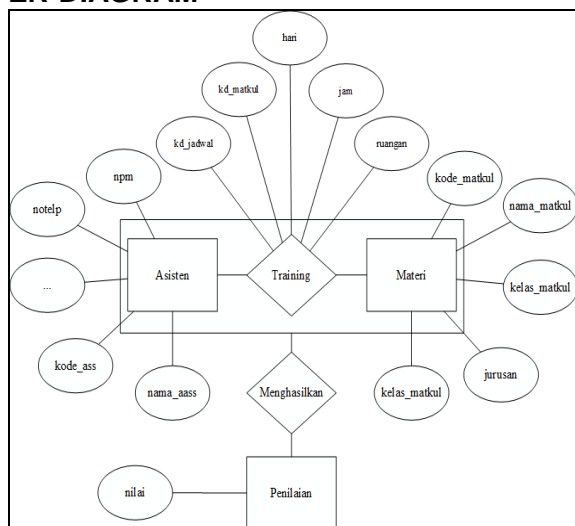 ER DIAGRAM
hari
kd_matkul
jam
kd_jadwal
ruangan
npm
kode_matkul
notelp
nama_matkul
Asisten
Training
Materi
...
kelas_matkul
kode_ass
nama_aass
Menghasilkan
kelas_matkul
jurusan
nilai
Penilaian